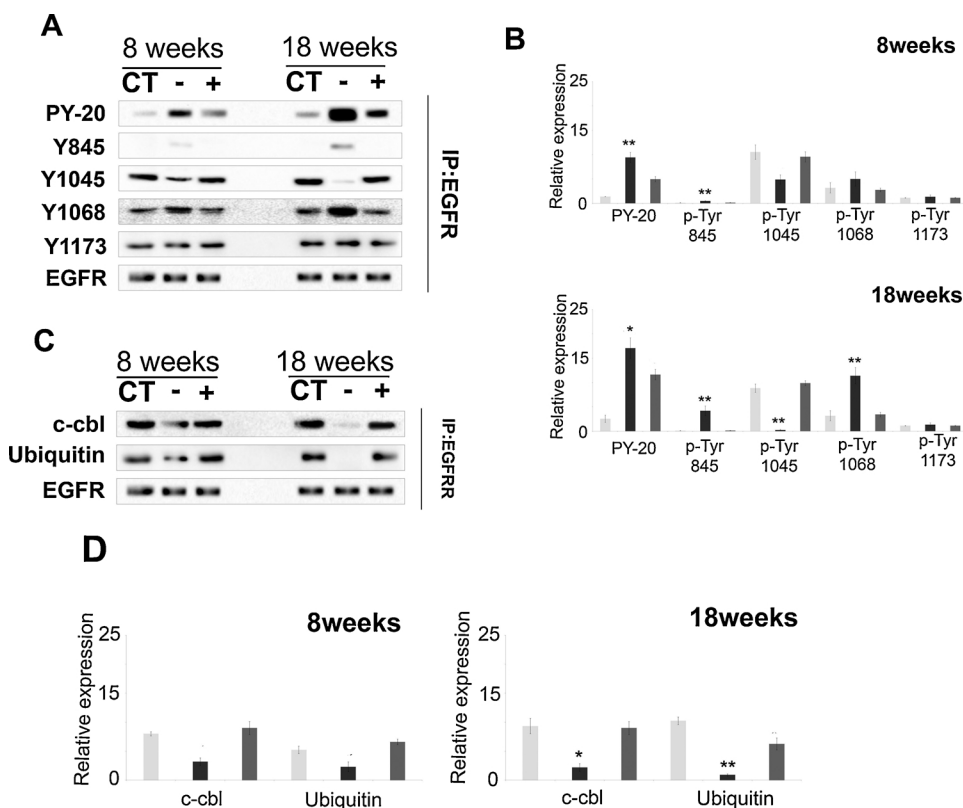 A
8 weeks
18 weeks
CT - +
CT - +
PY-20
Y845
Y1045
Y1068
Y1173
EGFR
IP:EGFR
B
8weeks
Relative expression
25
15
0
**
**
PY-20
p-Tyr
845
p-Tyr
1045
p-Tyr
1068
p-Tyr
1173
18weeks
Relative expression
25
15
0
*
**
**
**
PY-20
p-Tyr
845
p-Tyr
1045
p-Tyr
1068
p-Tyr
1173
C
8 weeks
18 weeks
CT - +
CT - +
c-cbl
Ubiquitin
EGFR
IP:EGFRR
D
8weeks
Relative expression
25
15
0
c-cbl
Ubiquitin
18weeks
Relative expression
25
15
0
*
**
c-cbl
Ubiquitin